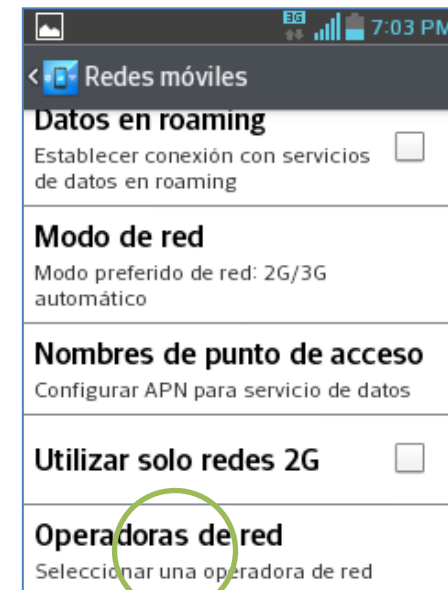 3G 7:03 PM
< Redes móviles
Datos en roaming
Establecer conexión con servicios
de datos en roaming
Modo de red
Modo preferido de red: 2G/3G
automático
Nombres de punto de acceso
Configurar APN para servicio de datos
Utilizar solo redes 2G
Operadoras de red
Seleccionar una operadora de red